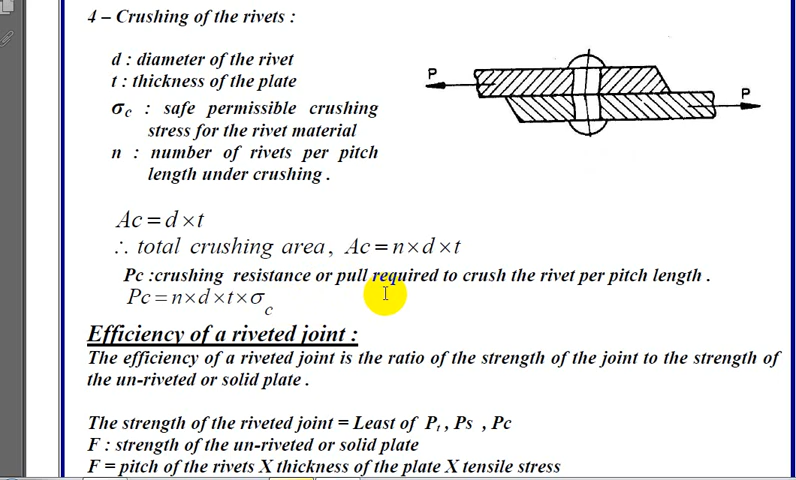 4 – Crushing of the rivets :
d : diameter of the rivet
t : thickness of the plate
σc : safe permissible crushing
stress for the rivet material
n : number of rivets per pitch
length under crushing .
P
P
Ac = d × t
∴ total crushing area, Ac = n × d × t
Pc :crushing resistance or pull required to crush the rivet per pitch length .
Pc = n × d × t × σc
Efficiency of a riveted joint :
The efficiency of a riveted joint is the ratio of the strength of the joint to the strength of
the un-riveted or solid plate .
The strength of the riveted joint = Least of Pt , Ps , Pc
F : strength of the un-riveted or solid plate
F = pitch of the rivets X thickness of the plate X tensile stress